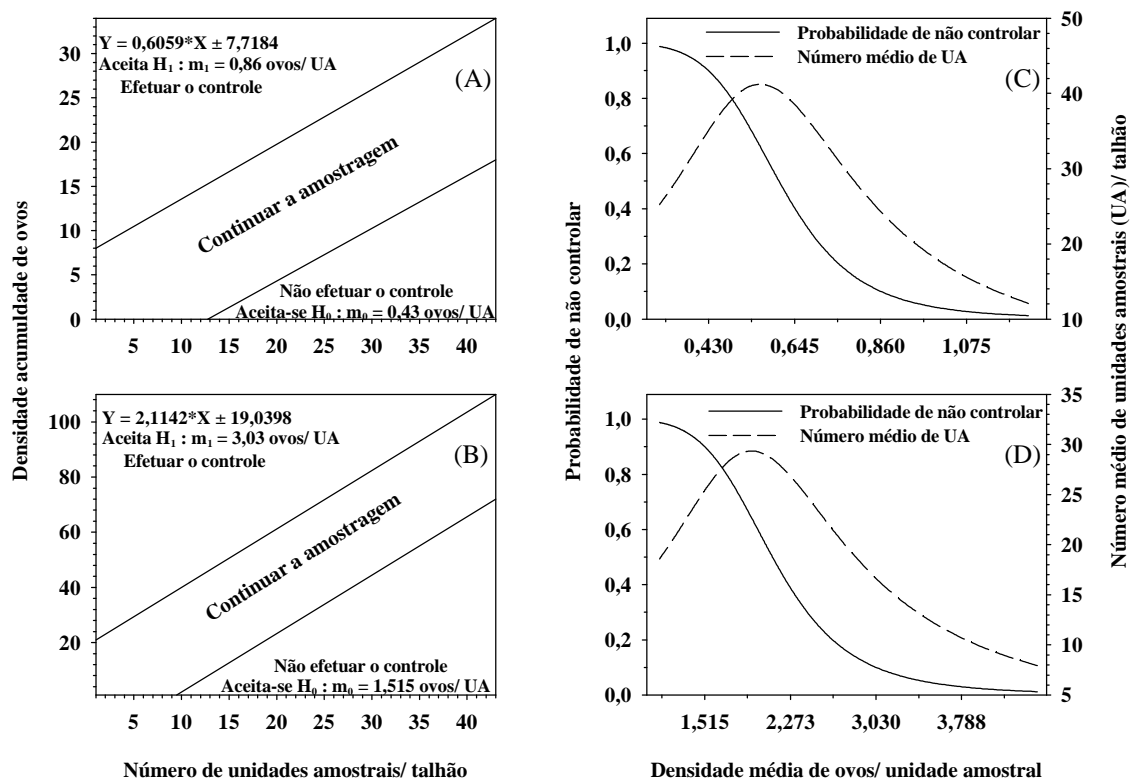 Densidade acumuldade de ovos
Y = 0,6059*X ± 7,7184
Aceita H₁ : m₁ = 0,86 ovos/ UA
Efetuar o controle
(A)
Continuar a amostragem
Não efetuar o controle
Aceita-se H₀ : m₀ = 0,43 ovos/ UA
30
25
20
15
10
5
0
5 10 15 20 25 30 35 40
Y = 2,1142*X ± 19,0398
Aceita H₁ : m₁ = 3,03 ovos/ UA
Efetuar o controle
(B)
Continuar a amostragem
Não efetuar o controle
Aceita-se H₀ : m₀ = 1,515 ovos/ UA
100
80
60
40
20
5 10 15 20 25 30 35 40
Número de unidades amostrais/ talhão
Probabilidade de não controlar
Probabilidade de não controlar
Número médio de UA
(C)
1,0
0,8
0,6
0,4
0,2
0,0
50
40
30
20
10
0,430 0,645 0,860 1,075
Probabilidade de não controlar
Número médio de UA
(D)
1,0
0,8
0,6
0,4
0,2
0,0
35
30
25
20
15
10
5
1,515 2,273 3,030 3,788
Densidade média de ovos/ unidade amostral
Número médio de unidades amostrais (UA)/ talhão